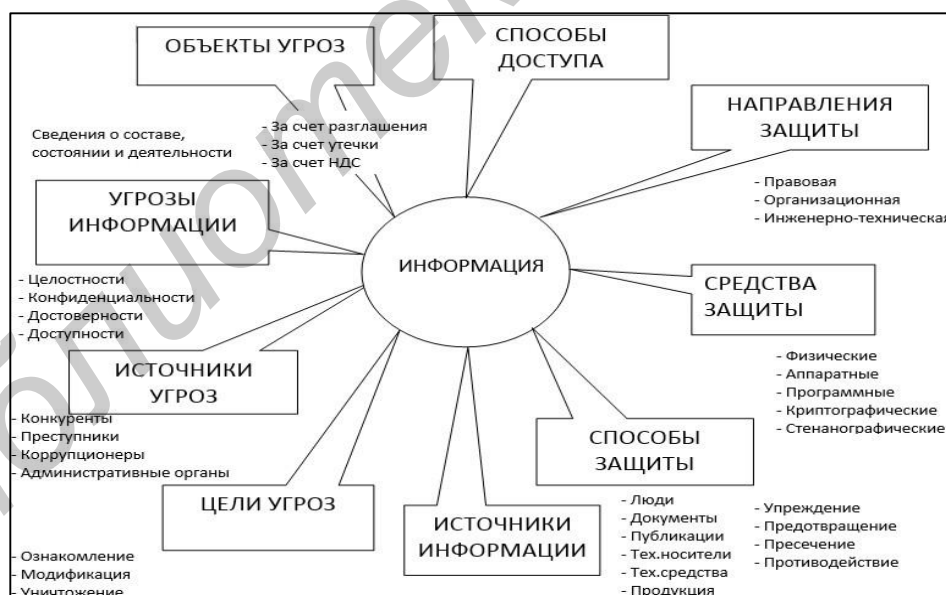 ОБЪЕКТЫ УГРОЗ
СПОСОБЫ
ДОСТУПА
НАПРАВЛЕНИЯ
ЗАЩИТЫ
Сведения о составе,
состоянии и деятельности
- За счет разглашения
- За счет утечки
- За счет НДС
- Правовая
- Организационная
- Инженерно-техническая
УГРОЗЫ
ИНФОРМАЦИИ
ИНФОРМАЦИЯ
- Целостности
- Конфиденциальности
- Достоверности
- Доступности
СРЕДСТВА
ЗАЩИТЫ
- Физические
- Аппаратные
- Программные
- Криптографические
- Стенанографические
ИСТОЧНИКИ
УГРОЗ
- Конкуренты
- Преступники
- Коррупционеры
- Административные органы
СПОСОБЫ
ЗАЩИТЫ
- Упреждение
- Предотвращение
- Пресечение
- Противодействие
ЦЕЛИ УГРОЗ
- Ознакомление
- Модификация
- Уничтожение
ИСТОЧНИКИ
ИНФОРМАЦИИ
- Люди
- Документы
- Публикации
- Тех.носители
- Тех.средства
- Продукция